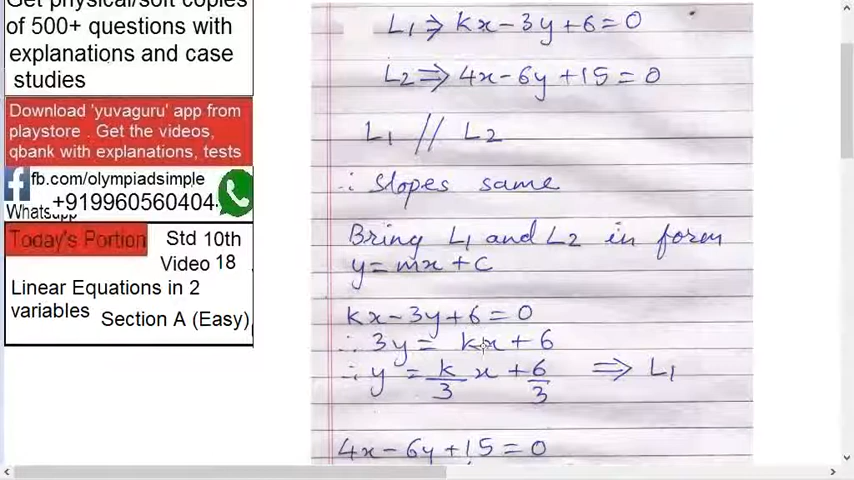 Get physical/soft copies
of 500+ questions with
explanations and case
studies
Download 'yuvaguru' app from
playstore . Get the videos,
qbank with explanations, tests
fb.com/olympiadsimple
+919960560404
Whatsapp
Today's Portion
Std 10th
Video 18
Linear Equations in 2
variables
Section A (Easy)
L1 ⇒ kx-3y+6=0
L2 ⇒ 4x-6y+15=0
L1 // L2
∴ Slopes same
Bring L1 and L2 in form
y=mx+c
kx-3y+6=0
∴ 3y= kx+6
∴ y = k/3 x + 6/3 ⇒ L1
4x-6y+15=0